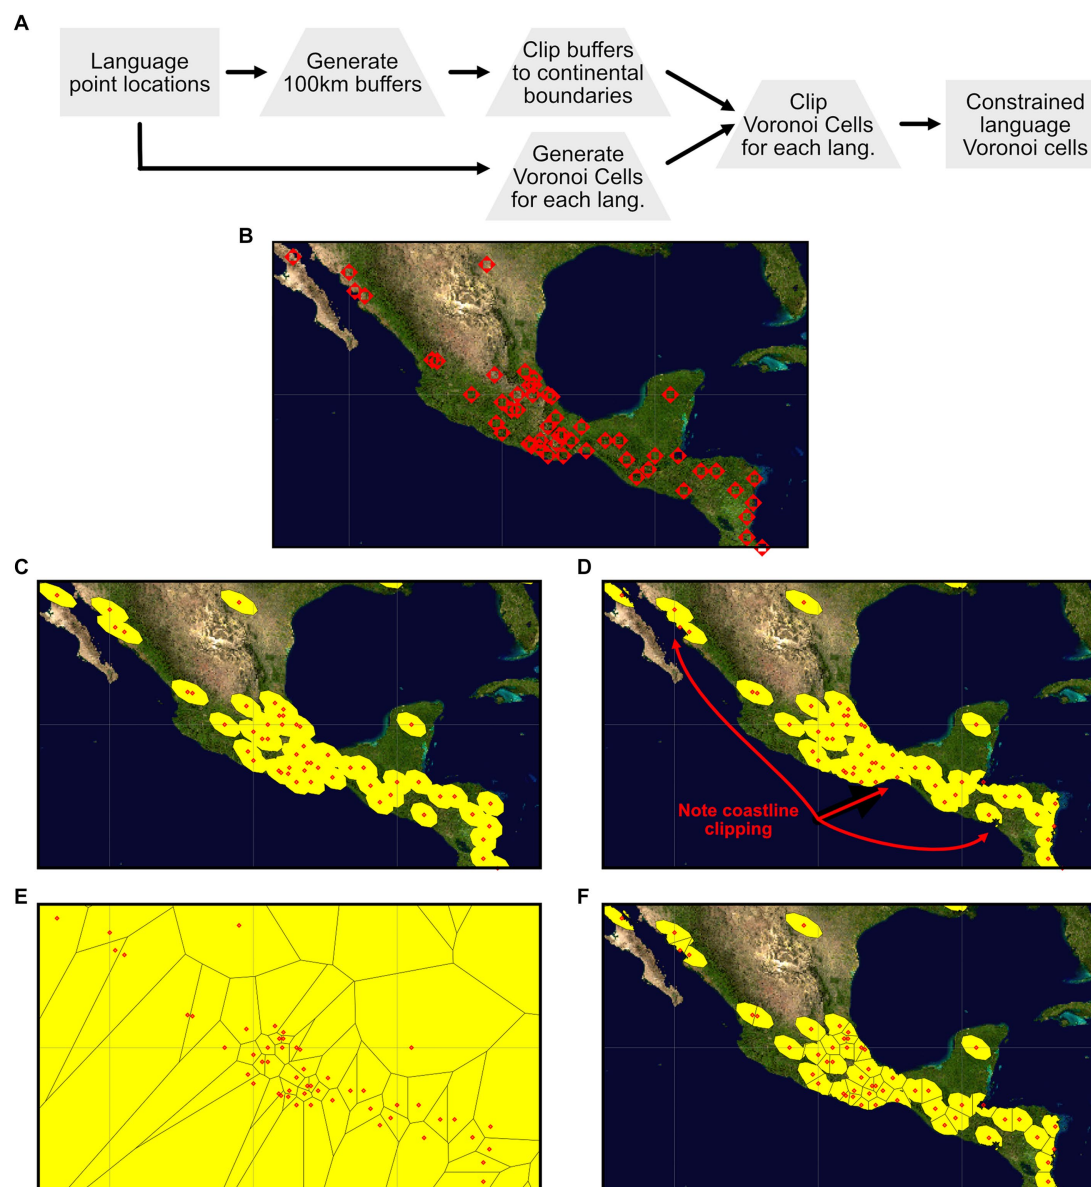 A
Language
point locations
Generate
100km buffers
Clip buffers
to continental
boundaries
Generate
Voronoi Cells
for each lang.
Clip
Voronoi Cells
for each lang.
Constrained
language
Voronoi cells
B
C
D
Note coastline
clipping
E
F